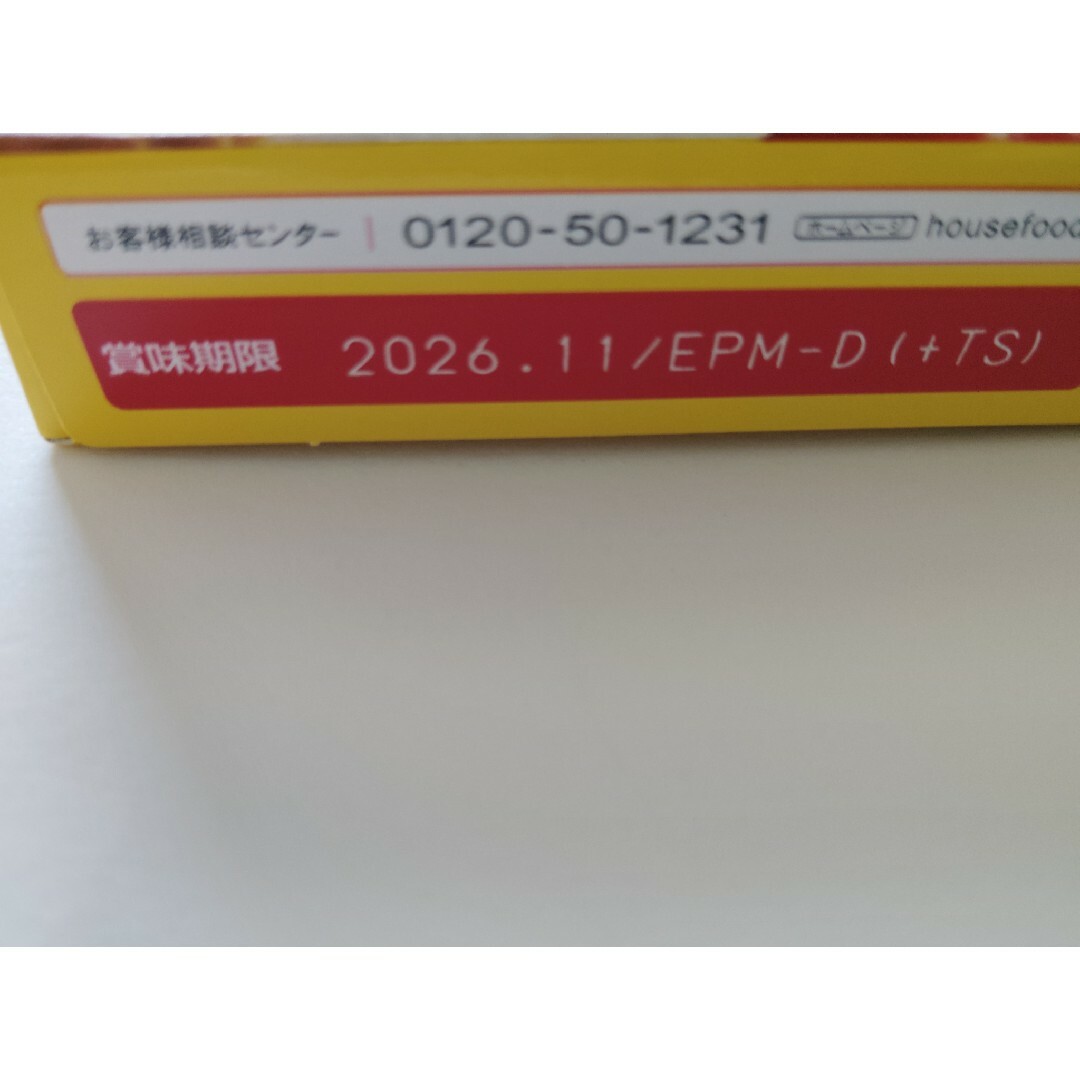 お客様相談センター | 0120-50-1231 ホームページ housefood
賞味期限 2026.11/EPM-D(+TS)